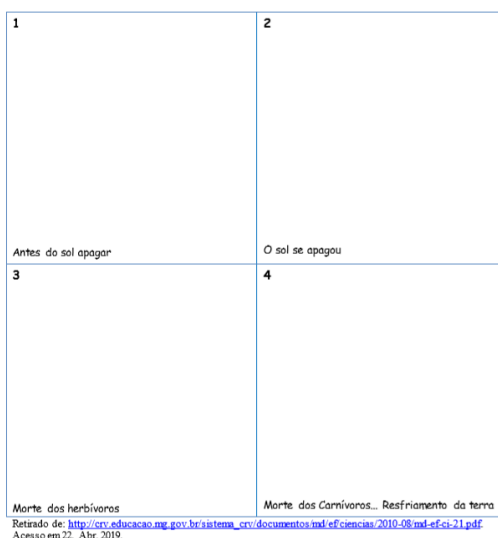 1
2
Antes do sol apagar
O sol se apagou
3
4
Morte dos herbívoros
Morte dos Carnívoros... Resfriamento da terra
Retirado de: http://crv.educacao.mg.gov.br/sistema_crv/documentos/md/ef/ciencias/2010-08/md-ef-ci-21.pdf.
Acesso em 22. Abr. 2019.